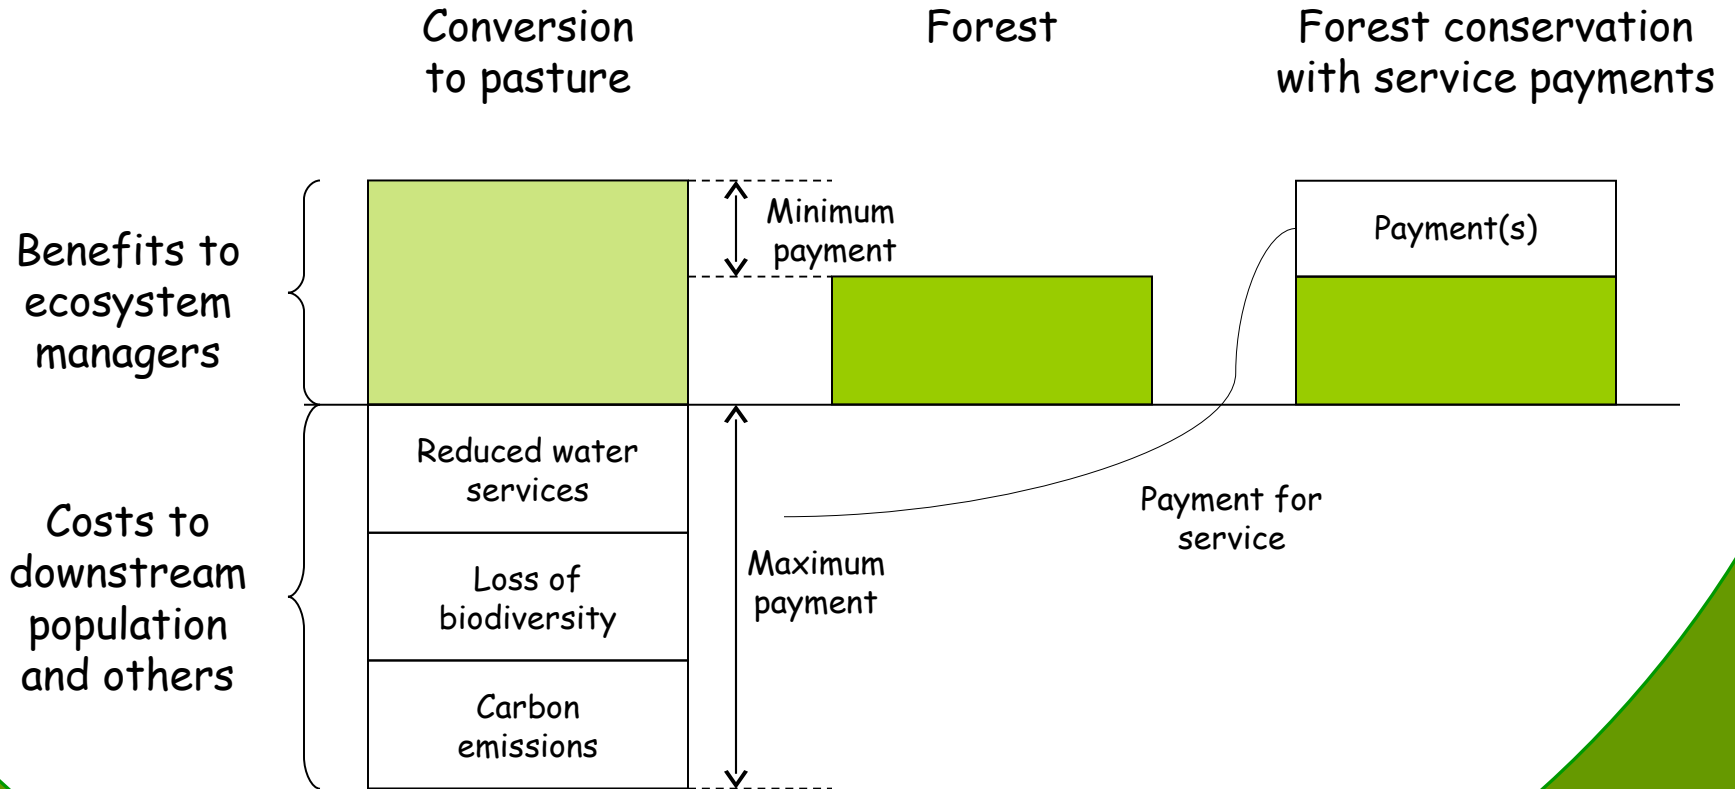 Conversion
to pasture
Forest
Forest conservation
with service payments
Benefits to
ecosystem
managers
Minimum
payment
Payment(s)
Costs to
downstream
population
and others
Reduced water
services
Loss of
biodiversity
Carbon
emissions
Maximum
payment
Payment for
service